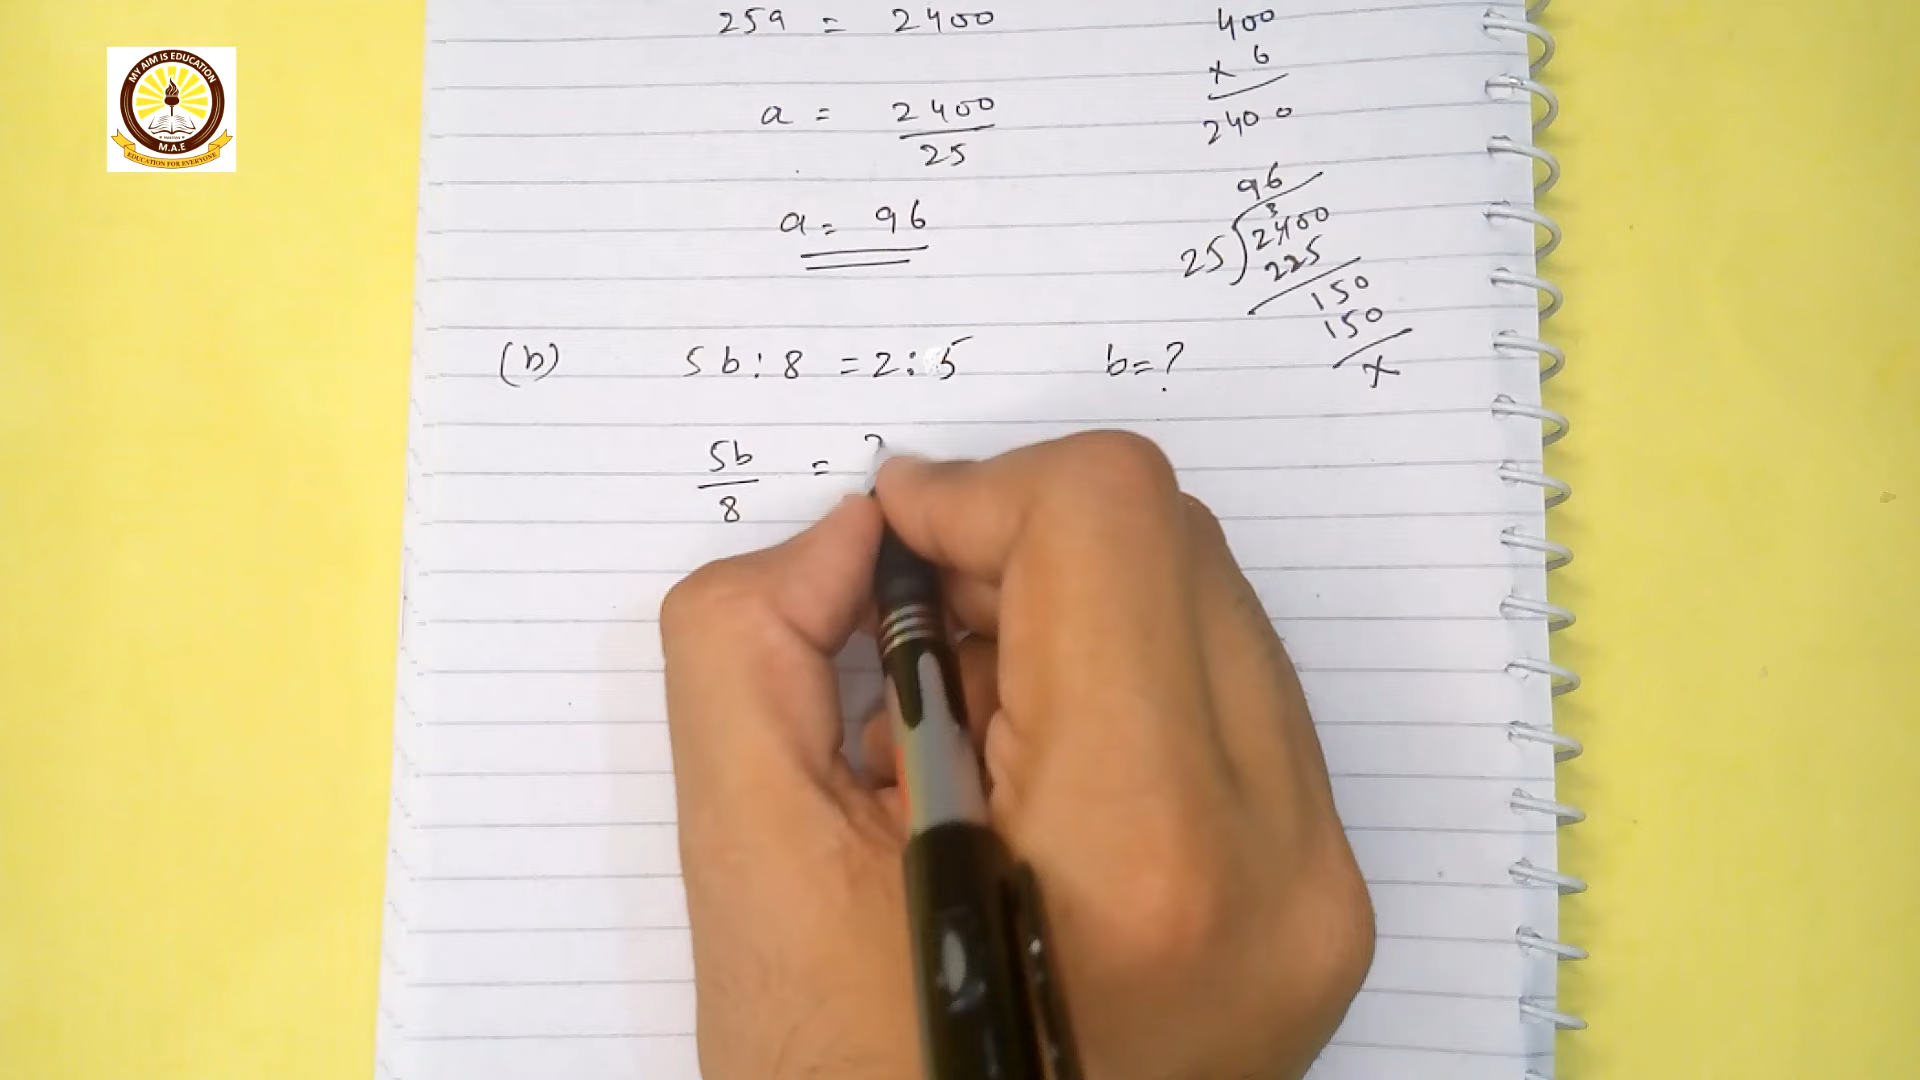 MY AIM IS EDUCATION
M.A.E
EDUCATION FOR EVERYONE
25a = 2400
a = 2400
25
a = 96
400
x 6
2400
96
25 ) 2400
225
150
150
x
(b) 5b : 8 = 2 : 5 b = ?
5b = 2
8